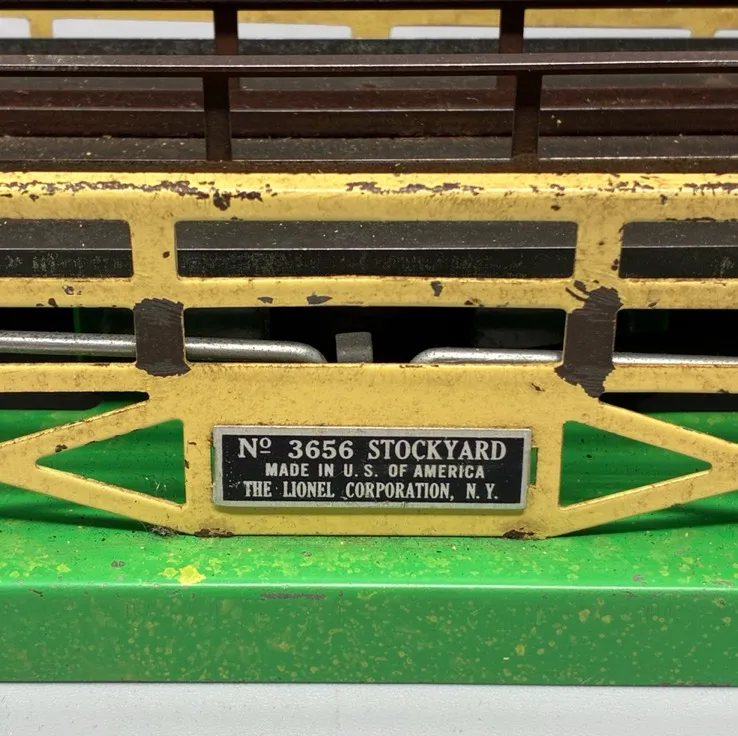 Nº 3656 STOCKYARD
MADE IN U.S. OF AMERICA
THE LIONEL CORPORATION, N.Y.